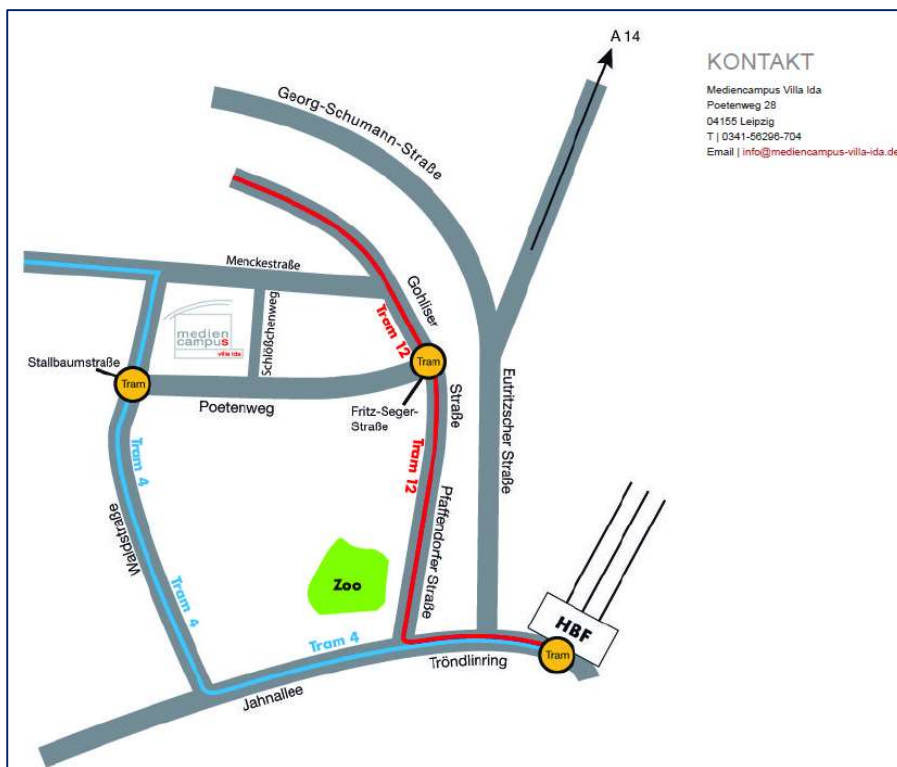 A 14
KONTAKT
Mediencampus Villa Ida
Poetenweg 28
04155 Leipzig
T | 0341-56296-704
Email | info@mediencampus-villa-ida.de
Georg-Schumann-Straße
Menckestraße
Gohliser
Tram 12
Schlößchenweg
medien
campus
villa ida
Stallbaumstraße
Tram
Tram
Poetenweg
Fritz-Seger-
Straße
Straße
Eutritzscher Straße
Tram 4
Tram 12
Waldstraße
Pfaffendorfer Straße
Zoo
Tram 4
Tram 4
HBF
Tram
Tröndlinring
Jahnallee